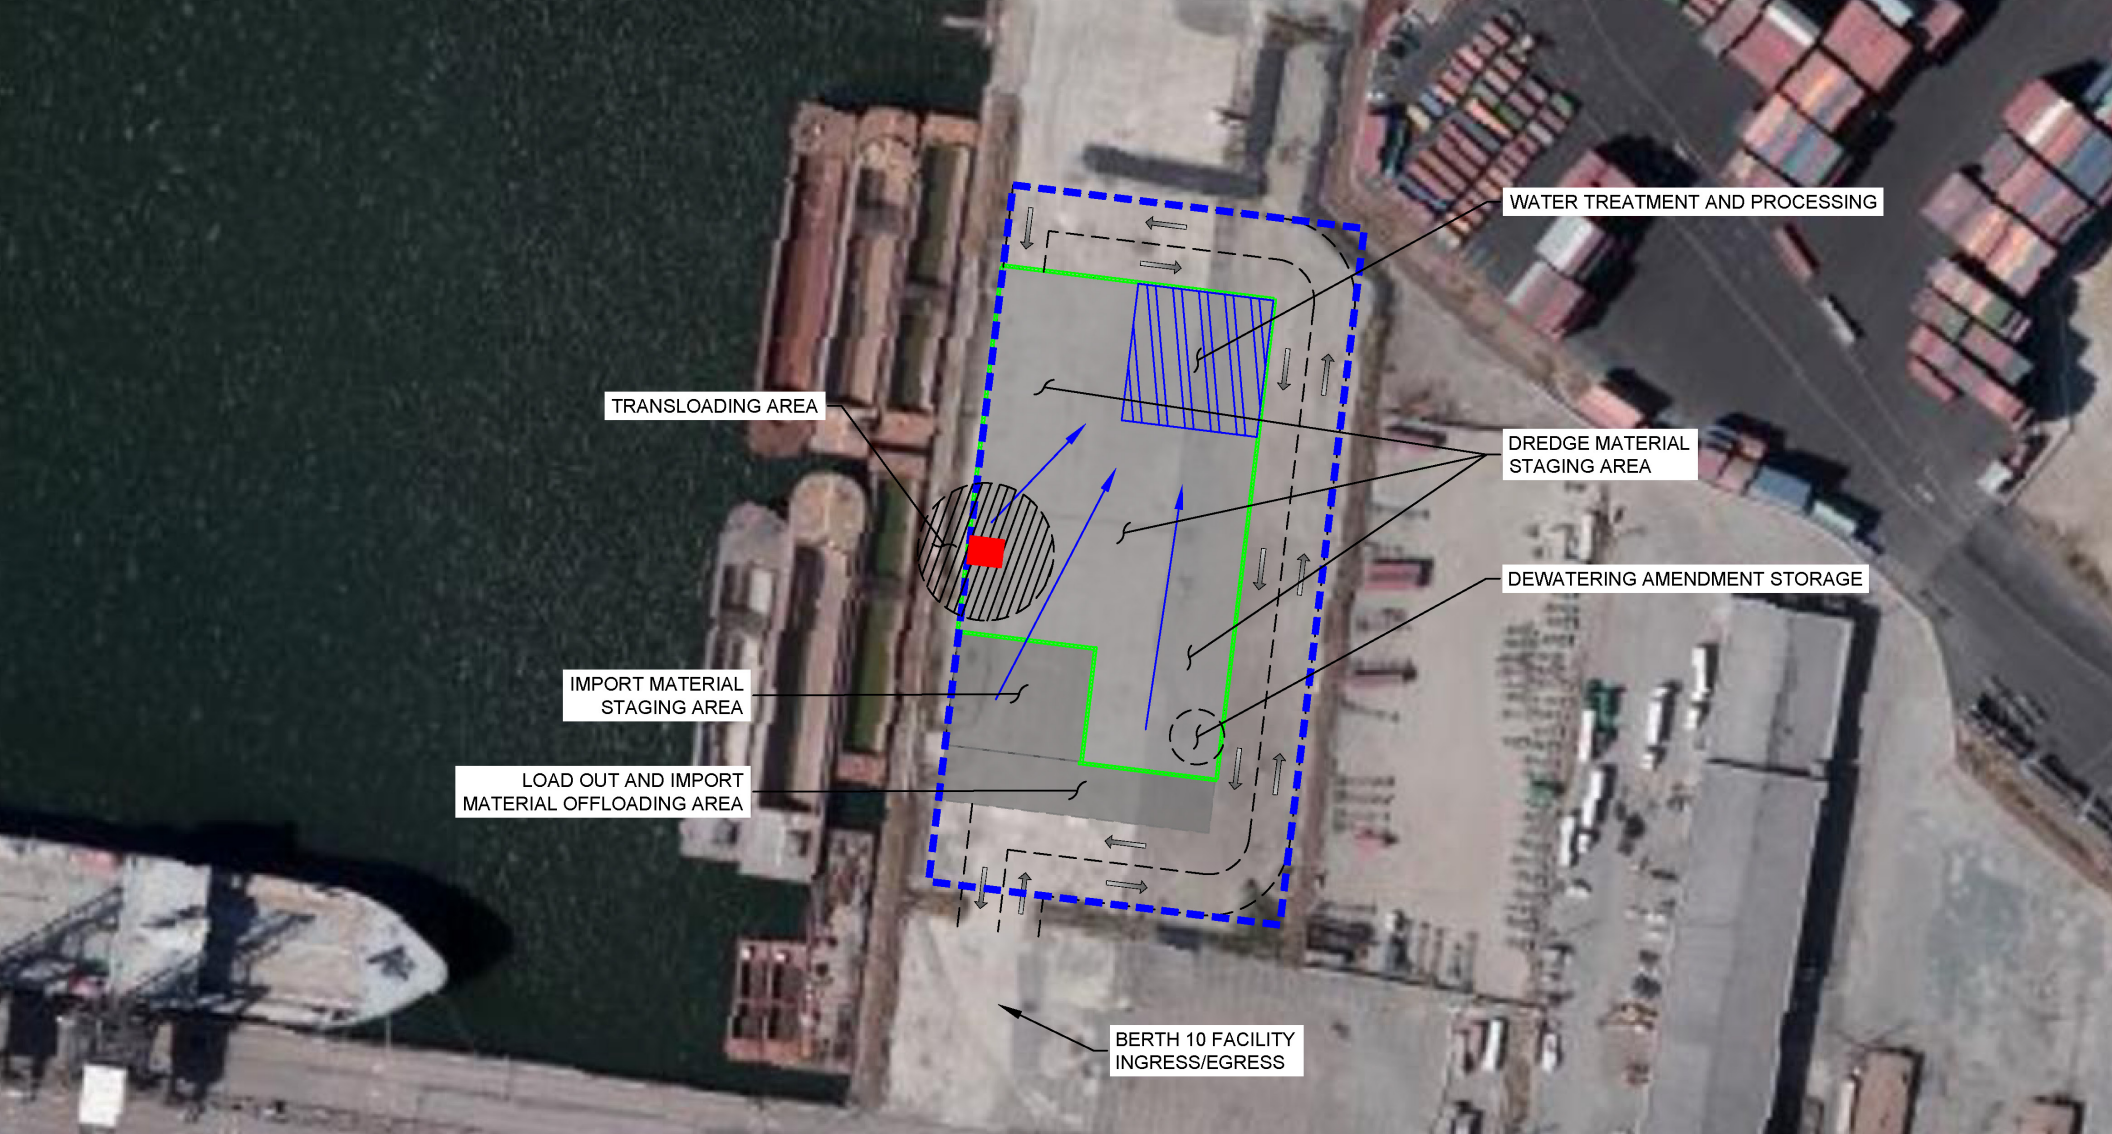 WATER TREATMENT AND PROCESSING
TRANSLOADING AREA
DREDGE MATERIAL
STAGING AREA
DEWATERING AMENDMENT STORAGE
IMPORT MATERIAL
STAGING AREA
LOAD OUT AND IMPORT
MATERIAL OFFLOADING AREA
BERTH 10 FACILITY
INGRESS/EGRESS